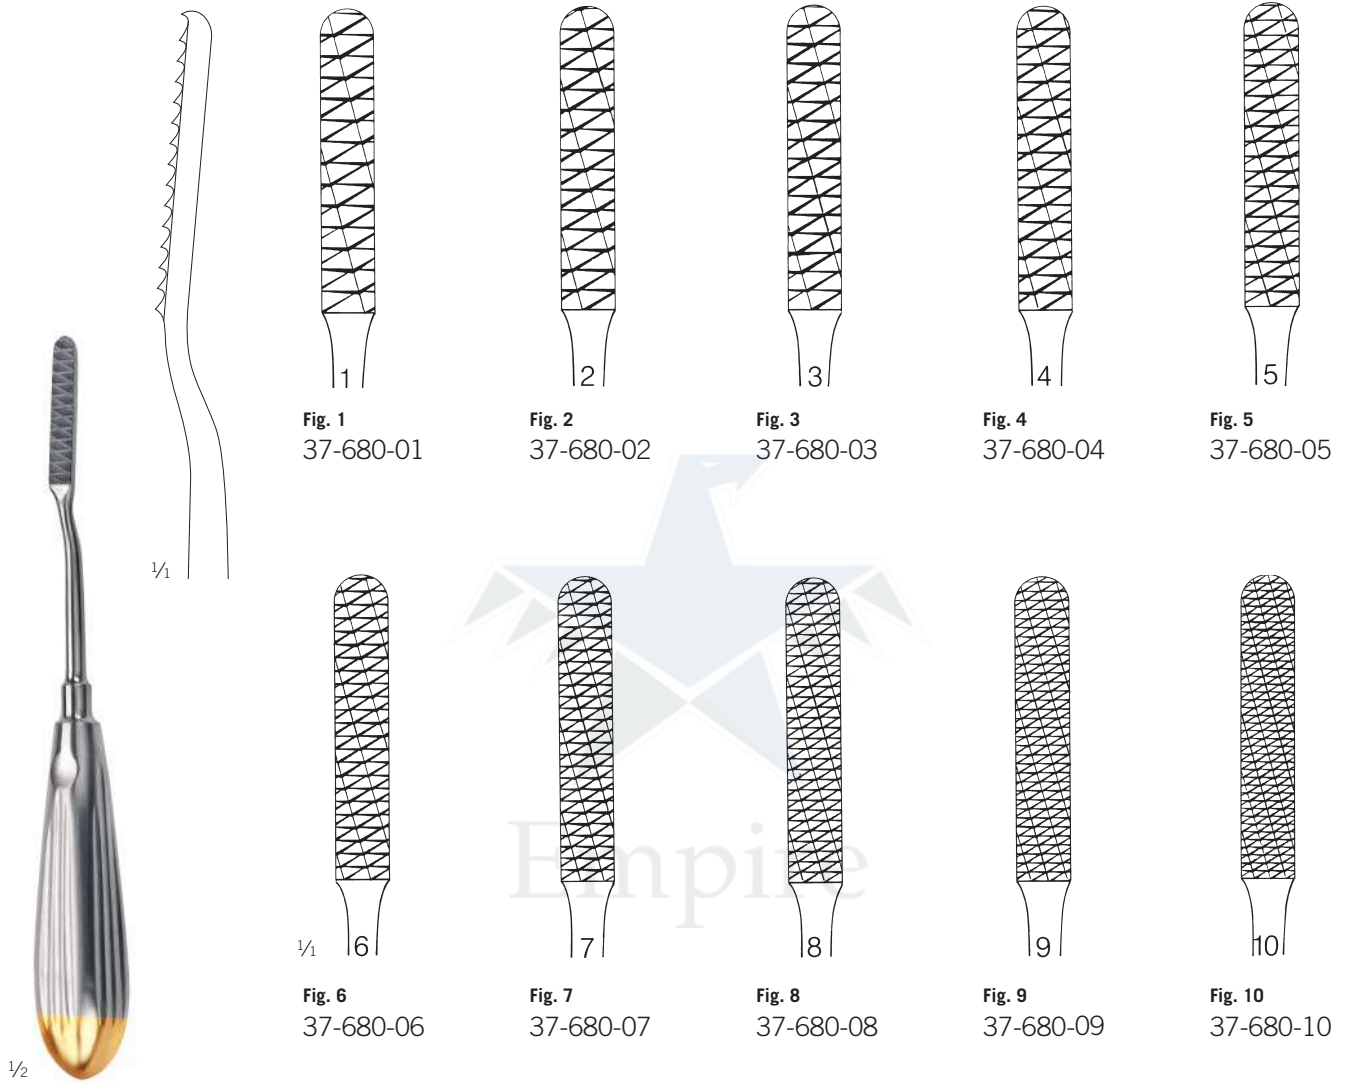 1 2 3 4 5
Fig. 1 Fig. 2 Fig. 3 Fig. 4 Fig. 5
37-680-01 37-680-02 37-680-03 37-680-04 37-680-05
1/1
Empire
1/1 6 7 8 9 10
Fig. 6 Fig. 7 Fig. 8 Fig. 9 Fig. 10
37-680-06 37-680-07 37-680-08 37-680-09 37-680-10
1/2